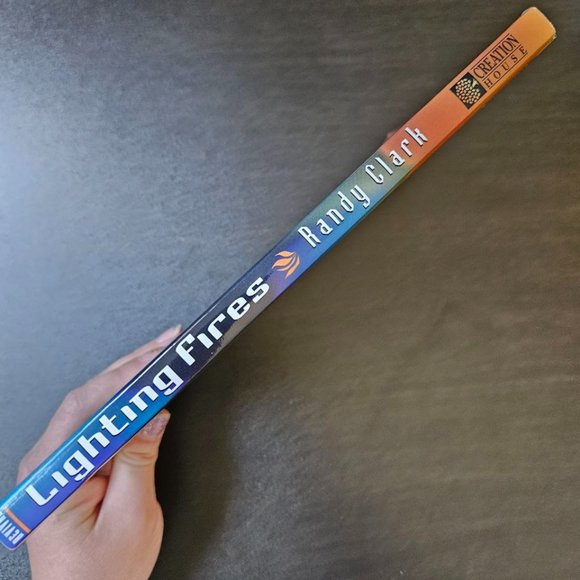 Lighting Fires
Randy Clark
CREATION
HOUSE